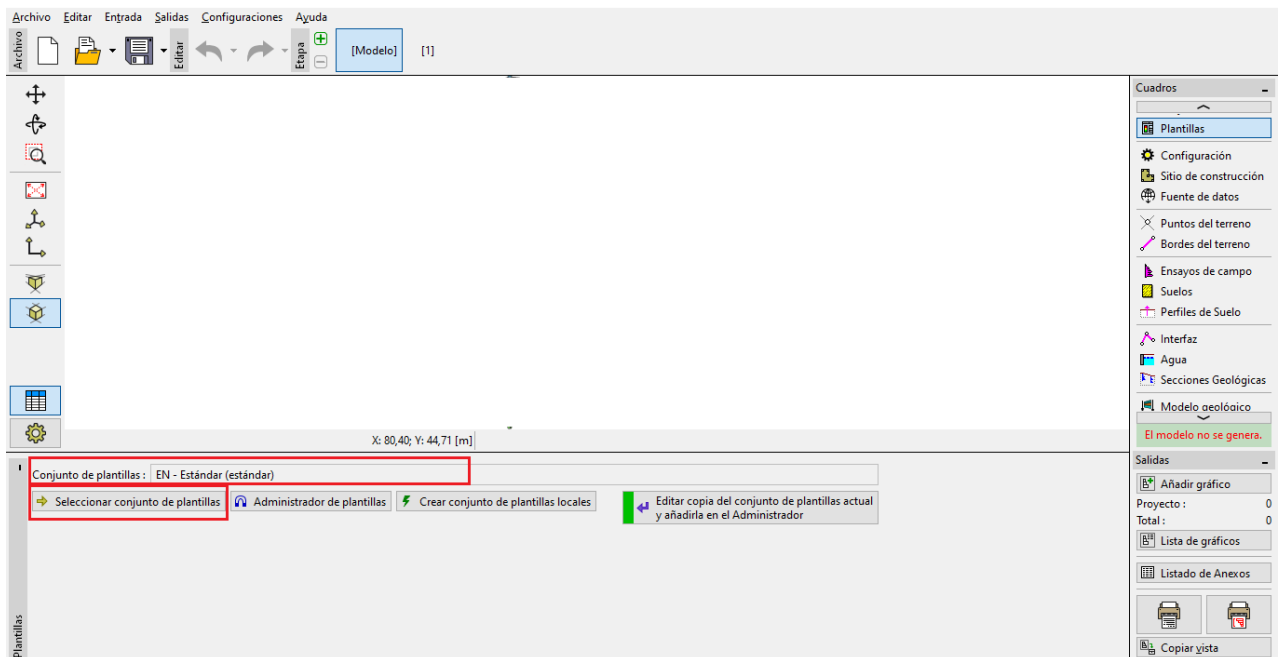 Archivo Editar Entrada Salidas Configuraciones Ayuda
Archivo
Editar
Etapa
[Modelo] [1]
Cuadros
Plantillas
Configuración
Sitio de construcción
Fuente de datos
Puntos del terreno
Bordes del terreno
Ensayos de campo
Suelos
Perfiles de Suelo
Interfaz
Agua
Secciones Geológicas
Modelo geológico
El modelo no se genera.
X: 80,40; Y: 44,71 [m]
Conjunto de plantillas : EN - Estándar (estándar)
Seleccionar conjunto de plantillas Administrador de plantillas Crear conjunto de plantillas locales
Editar copia del conjunto de plantillas actual
y añadirla en el Administrador
Plantillas
Salidas
Añadir gráfico
Proyecto : 0
Total : 0
Lista de gráficos
Listado de Anexos
Copiar vista